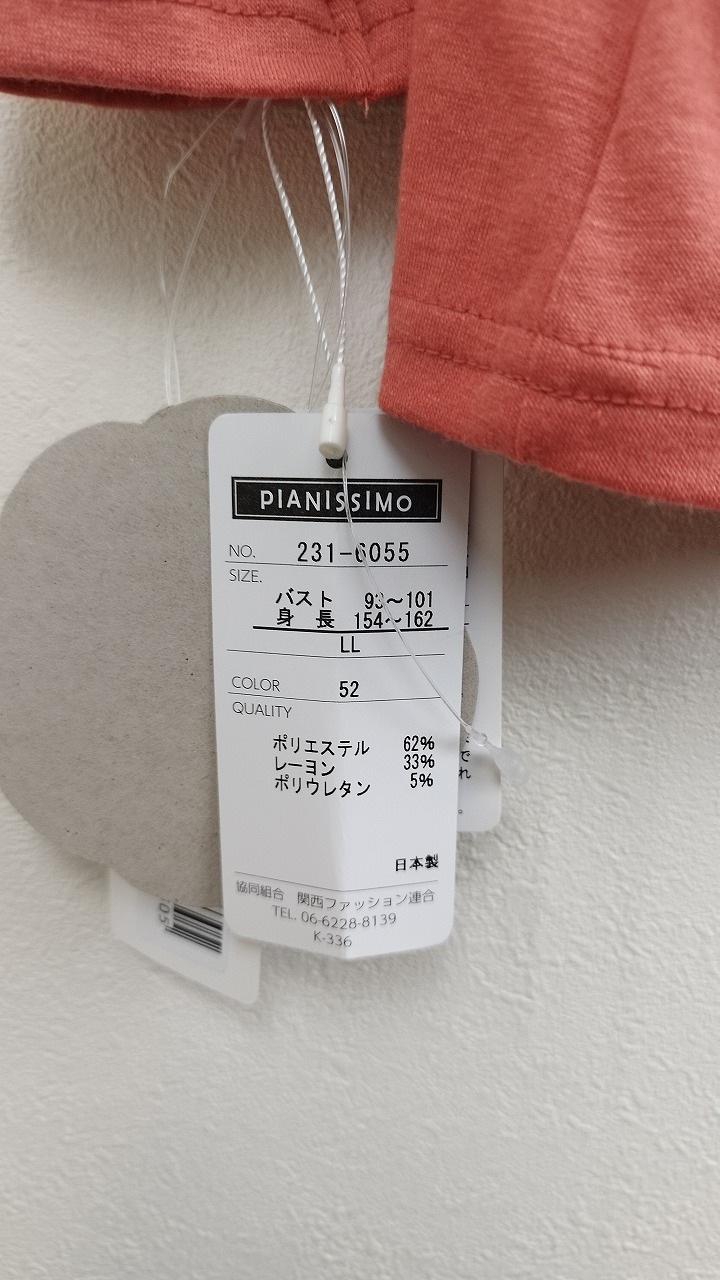 PIANISSIMO
NO. 231-6055
SIZE.
バスト 93～101
身 長 154～162
LL
COLOR 52
QUALITY
ポリエステル 62%
レーヨン 33%
ポリウレタン 5%
日本製
協同組合 関西ファッション連合
TEL. 06-6228-8139
K-336
で
れ
。
05